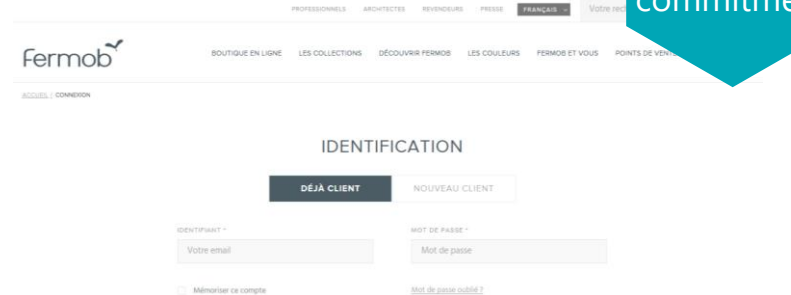 PROFESSIONNELS ARCHITECTES REVENDEURS PRESSE FRANÇAIS Votre rec
commitme
Fermob
BOUTIQUE EN LIGNE LES COLLECTIONS DÉCOUVRIR FERMOB LES COULEURS FERMOB ET VOUS POINTS DE VEN
ACCUEIL | CONNEXION
IDENTIFICATION
DÉJÀ CLIENT NOUVEAU CLIENT
IDENTIFIANT * MOT DE PASSE *
Votre email Mot de passe
Mémoriser ce compte Mot de passe oublié ?